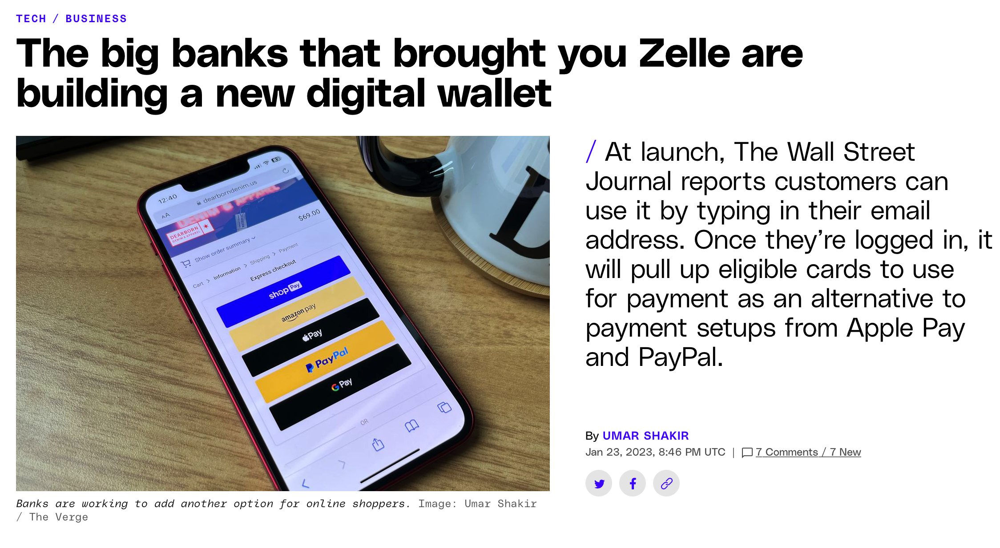 TECH / BUSINESS
The big banks that brought you Zelle are
building a new digital wallet
12:40
83
AA
dearborndenim.us
DENIM & APPAREL
DEARBORN
DENIM & APPAREL
$69.00
Show order summary
Cart > Information > Shipping > Payment
Express checkout
shop Pay
amazon pay
Pay
PayPal
G Pay
OR
/ At launch, The Wall Street
Journal reports customers can
use it by typing in their email
address. Once they’re logged in, it
will pull up eligible cards to use
for payment as an alternative to
payment setups from Apple Pay
and PayPal.
By UMAR SHAKIR
Jan 23, 2023, 8:46 PM UTC | 7 Comments / 7 New
Banks are working to add another option for online shoppers. Image: Umar Shakir
/ The Verge